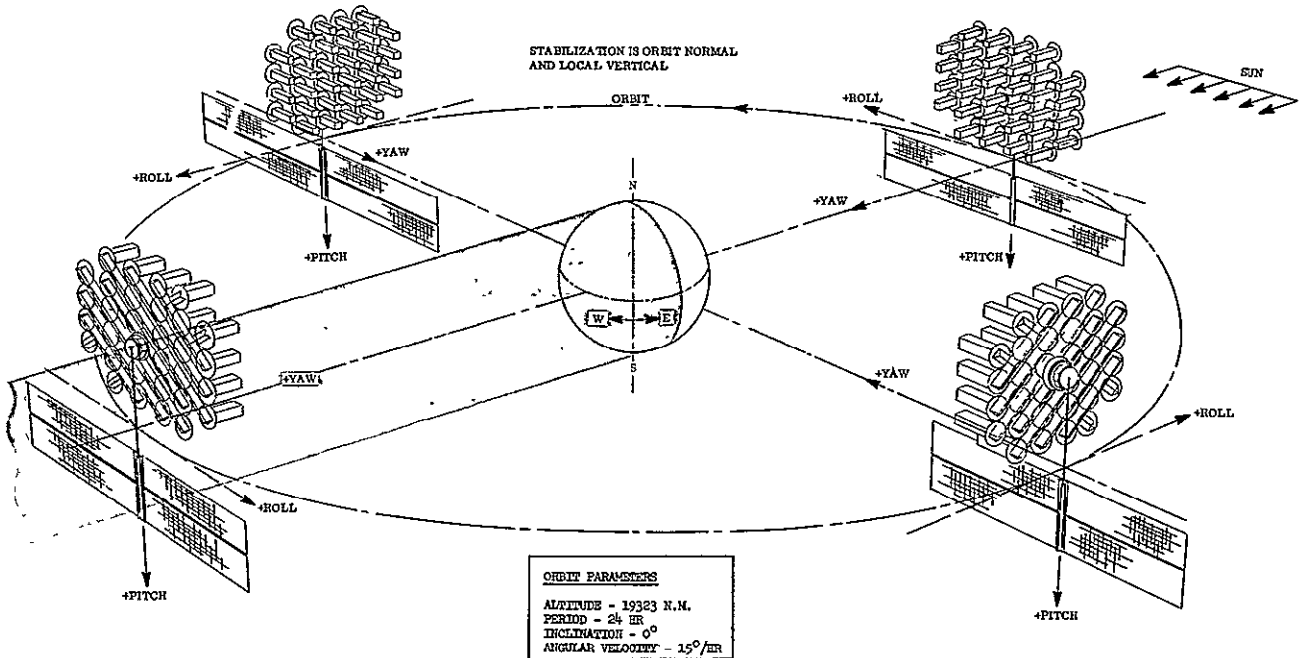 STABILIZATION IS ORBIT NORMAL
AND LOCAL VERTICAL
SUN
ORBIT
+ROLL
+YAW
+ROLL
+YAW
N
+PITCH
+PITCH
W
E
S
+YAW
+YAW
+ROLL
+ROLL
+PITCH
+PITCH
ORBIT PARAMETERS
ALTITUDE - 19323 N.M.
PERIOD - 24 HR
INCLINATION - 0°
ANGULAR VELOCITY - 15°/HR